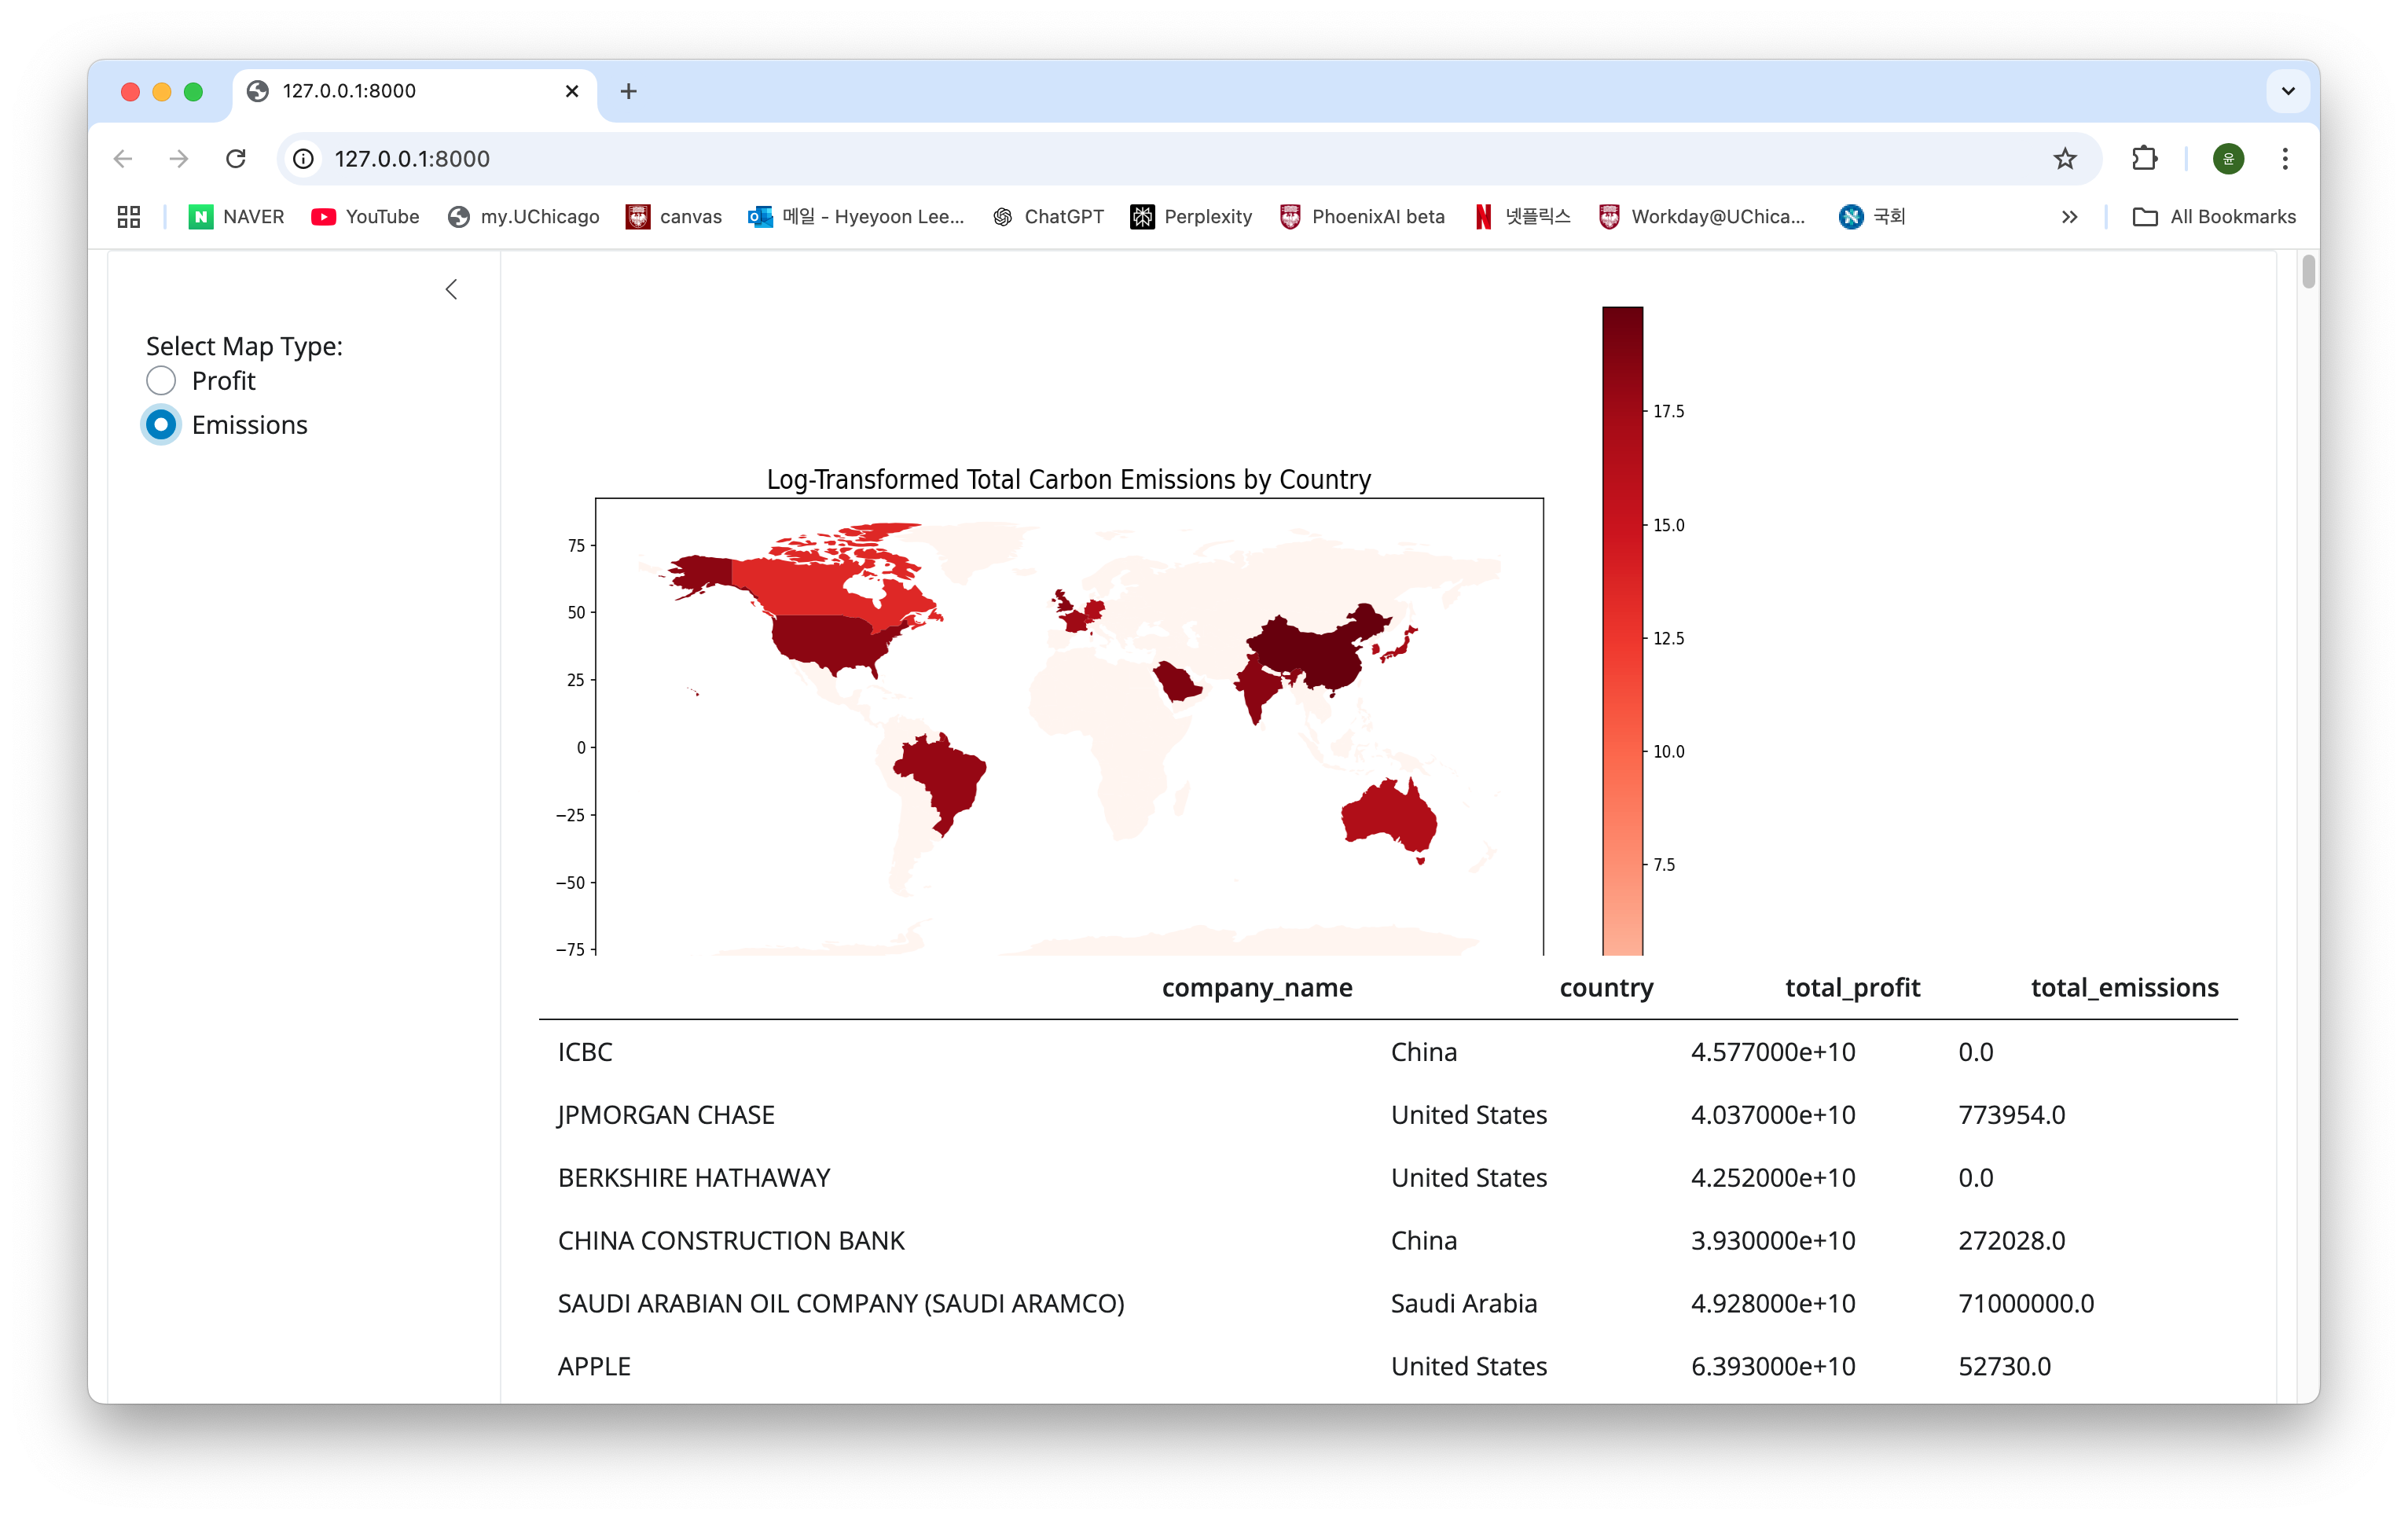 127.0.0.1:8000
127.0.0.1:8000
윤
NAVER YouTube my.UChicago canvas 메일 - Hyeyoon Lee... ChatGPT Perplexity PhoenixAI beta 넷플릭스 Workday@UChica... 국회 All Bookmarks
Select Map Type:
Profit
Emissions
Log-Transformed Total Carbon Emissions by Country
75
50
25
0
−25
−50
−75
17.5
15.0
12.5
10.0
7.5
company_name country total_profit total_emissions
ICBC China 4.577000e+10 0.0
JPMORGAN CHASE United States 4.037000e+10 773954.0
BERKSHIRE HATHAWAY United States 4.252000e+10 0.0
CHINA CONSTRUCTION BANK China 3.930000e+10 272028.0
SAUDI ARABIAN OIL COMPANY (SAUDI ARAMCO) Saudi Arabia 4.928000e+10 71000000.0
APPLE United States 6.393000e+10 52730.0